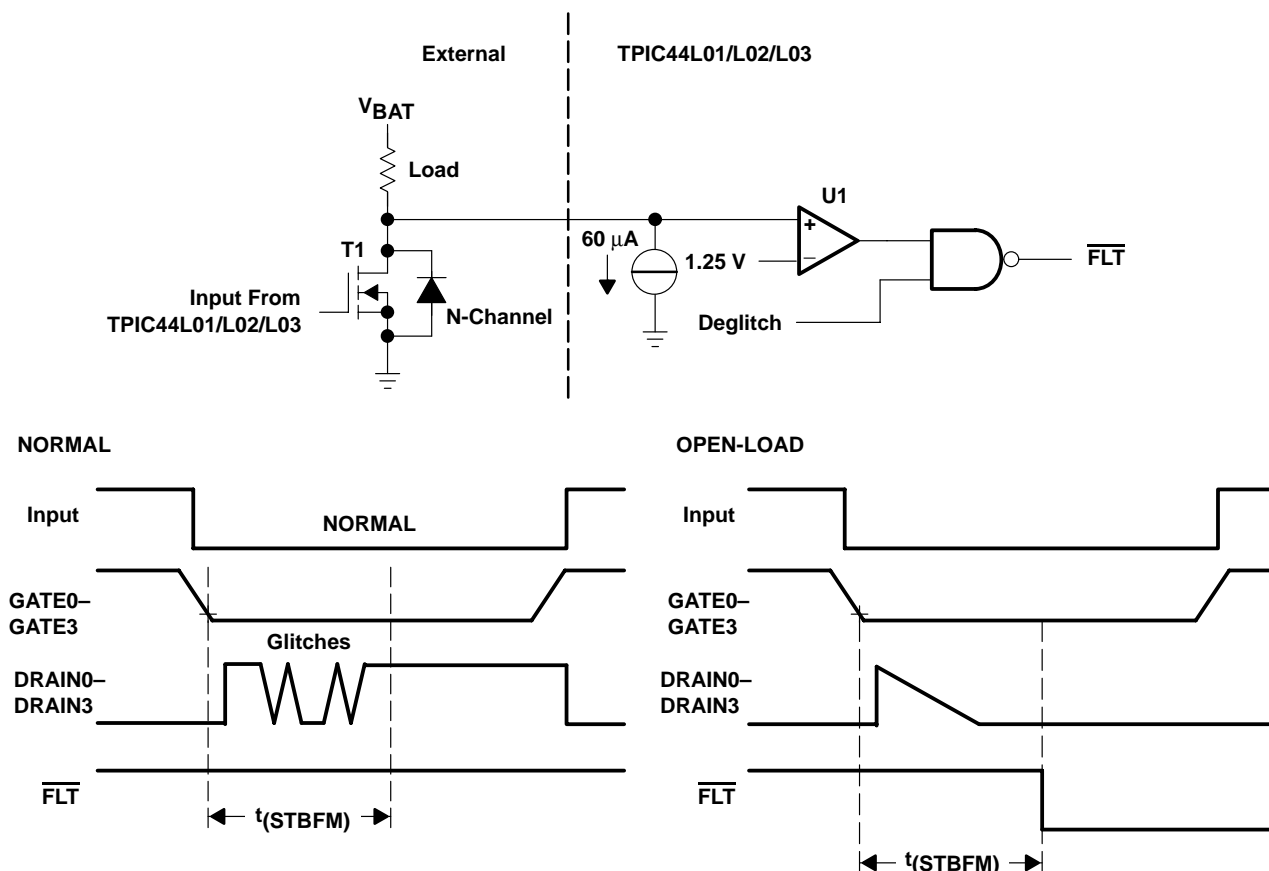 External
TPIC44L01/L02/L03
VBAT
Load
U1
+
–
T1
60 μA
1.25 V
FLT
Input From
TPIC44L01/L02/L03
N-Channel
Deglitch
NORMAL
Input
NORMAL
GATE0–
GATE3
Glitches
DRAIN0–
DRAIN3
FLT
t(STBFM)
OPEN-LOAD
Input
GATE0–
GATE3
DRAIN0–
DRAIN3
FLT
t(STBFM)